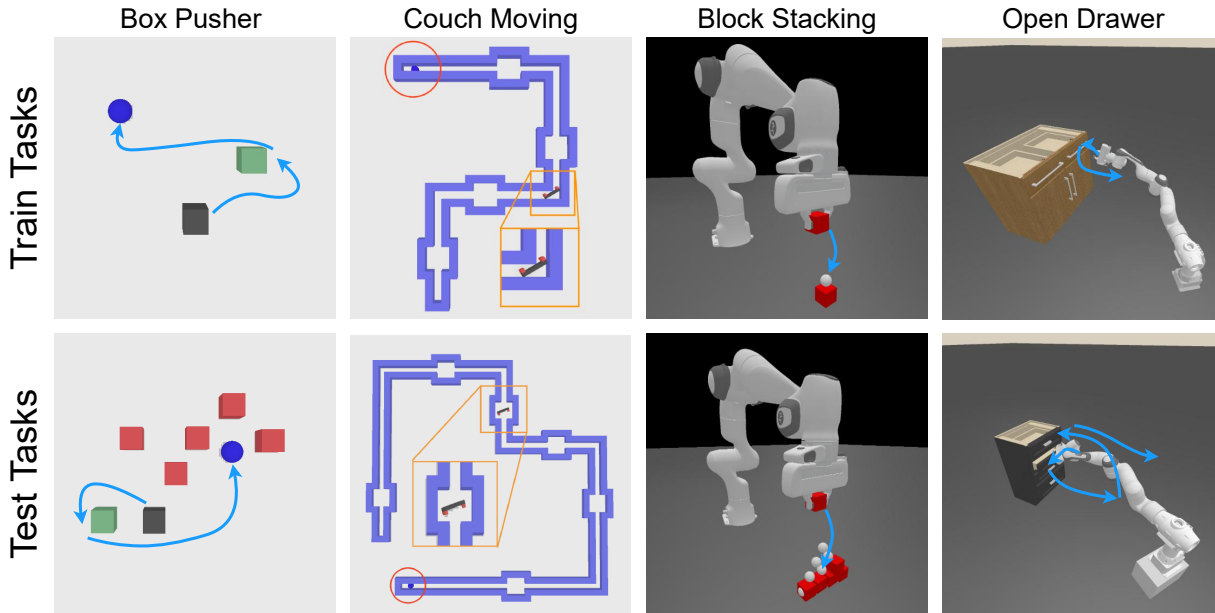 Box Pusher
Couch Moving
Block Stacking
Open Drawer
Train Tasks
Test Tasks